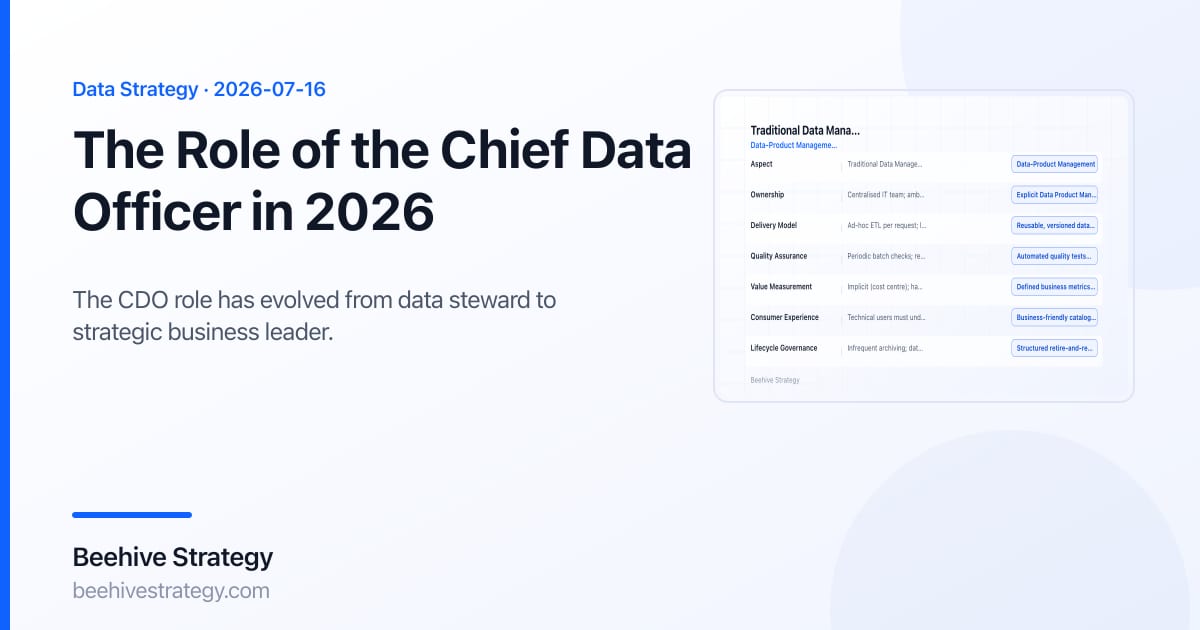 Data Strategy · 2026-07-16
The Role of the Chief Data
Officer in 2026
The CDO role has evolved from data steward to
strategic business leader.
Beehive Strategy
beehivestrategy.com
Traditional Data Mana...
Data-Product Manageme...
Aspect Traditional Data Manage... Data-Product Management
Ownership Centralised IT team; amb... Explicit Data Product Man...
Delivery Model Ad-hoc ETL per request; l... Reusable, versioned data...
Quality Assurance Periodic batch checks; re... Automated quality tests...
Value Measurement Implicit (cost centre); ha... Defined business metrics...
Consumer Experience Technical users must und... Business-friendly catalog...
Lifecycle Governance Infrequent archiving; dat... Structured retire-and-re...
Beehive Strategy